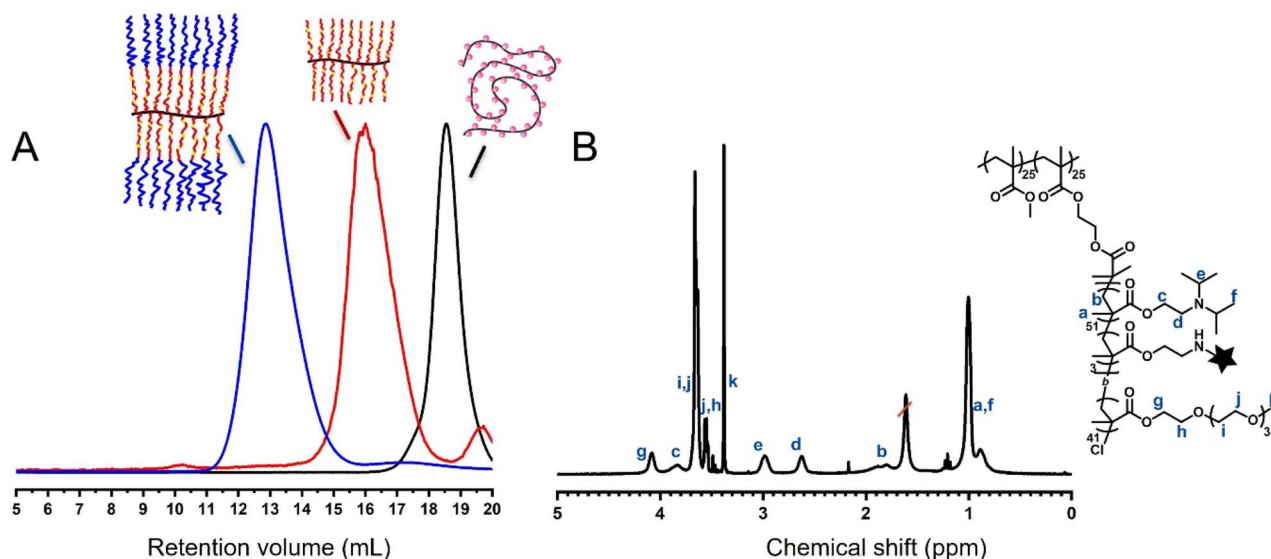 A
5 6 7 8 9 10 11 12 13 14 15 16 17 18 19 20
Retention volume (mL)
B
g
c
i,j
j,h
k
e
d
b
a,f
5 4 3 2 1 0
Chemical shift (ppm)
25 25
O O O O
O
O
e
b O c f
a O N
51 d
O H
O N
3
b
O g j
O O O
41 h i 3
Cl